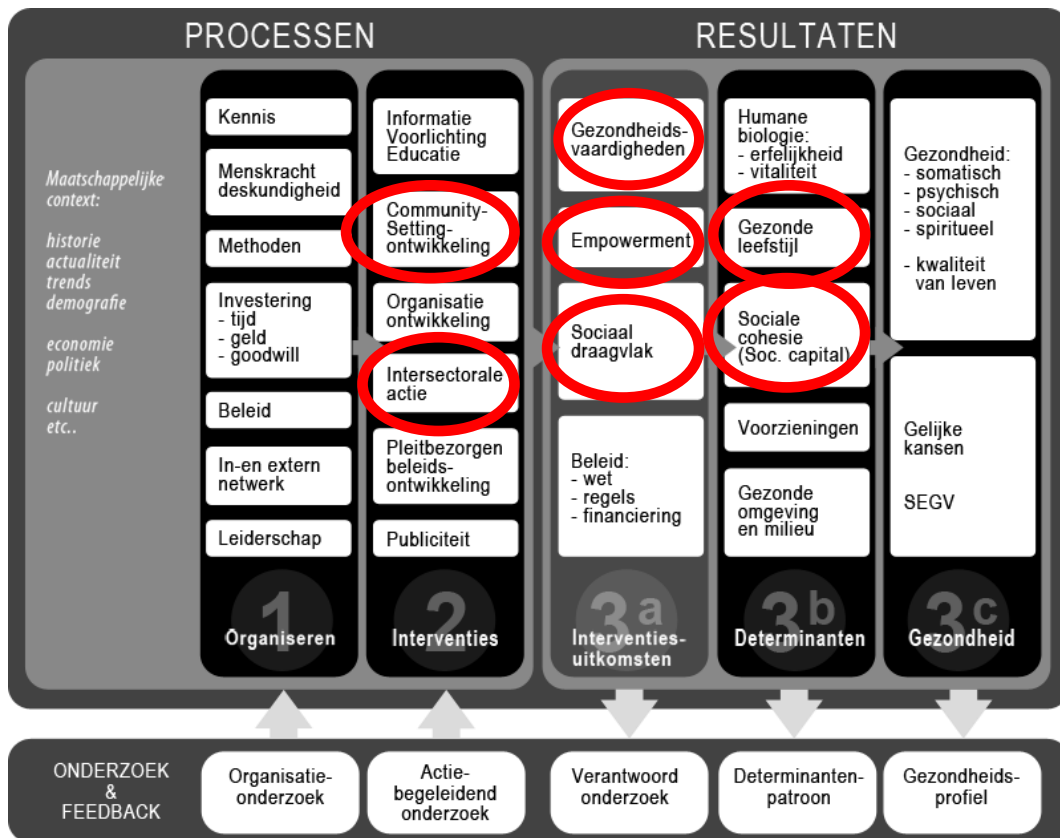 PROCESSEN
RESULTATEN
Maatschappelijke
context:
historie
actualiteit
trends
demografie
economie
politiek
cultuur
etc..
Kennis
Menskracht
deskundigheid
Methoden
Investering
- tijd
- geld
- goodwill
Beleid
In-en extern
netwerk
Leiderschap
1
Organiseren
Informatie
Voorlichting
Educatie
Community-
Setting-
ontwikkeling
Organisatie
ontwikkeling
Intersectorale
actie
Pleitbezorgen
beleids-
ontwikkeling
Publiciteit
2
Interventies
Gezondheids-
vaardigheden
Empowerment
Sociaal
draagvlak
Beleid:
- wet
- regels
- financiering
3a
Interventies-
uitkomsten
Humane
biologie:
- erfelijkheid
- vitaliteit
Gezonde
leefstijl
Sociale
cohesie
(Soc. capital)
Voorzieningen
Gezonde
omgeving
en milieu
3b
Determinanten
Gezondheid:
- somatisch
- psychisch
- sociaal
- spiritueel
- kwaliteit
van leven
Gelijke
kansen
SEGV
3c
Gezondheid
ONDERZOEK
&
FEEDBACK
Organisatie-
onderzoek
Actie-
begeleidend
onderzoek
Verantwoord
onderzoek
Determinanten-
patroon
Gezondheids-
profiel